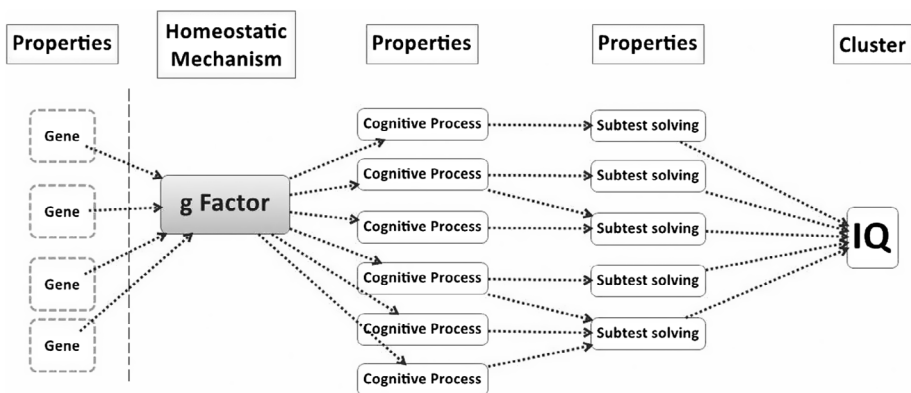 Properties
Homeostatic
Mechanism
Properties
Properties
Cluster
Gene
Gene
Gene
Gene
g Factor
Cognitive Process
Cognitive Process
Cognitive Process
Cognitive Process
Cognitive Process
Cognitive Process
Subtest solving
Subtest solving
Subtest solving
Subtest solving
Subtest solving
IQ